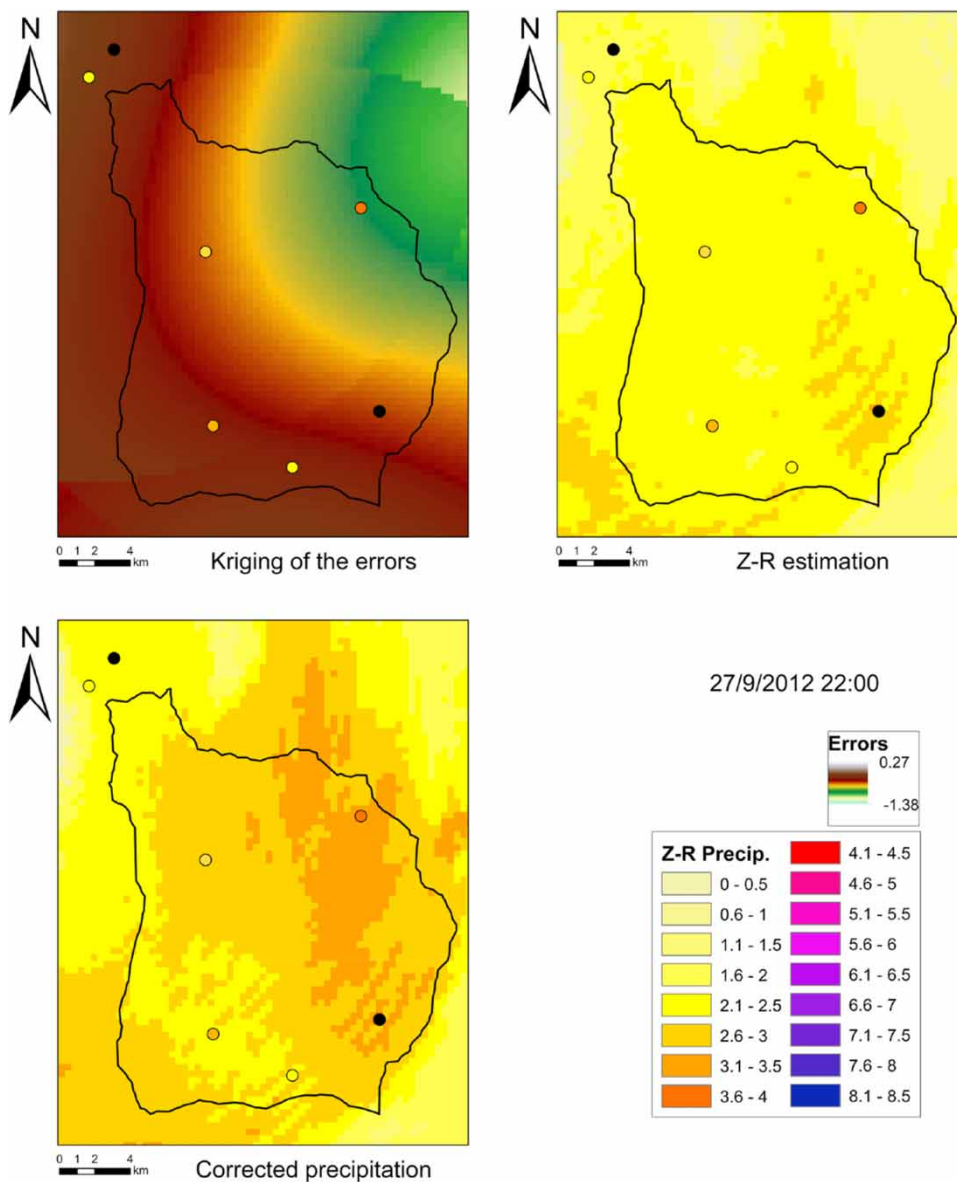 N
N
0 1 2 4
km
Kriging of the errors
0 1 2 4
km
Z-R estimation
N
27/9/2012 22:00
Errors
0.27
-1.38
Z-R Precip.
0 - 0.5
0.6 - 1
1.1 - 1.5
1.6 - 2
2.1 - 2.5
2.6 - 3
3.1 - 3.5
3.6 - 4
4.1 - 4.5
4.6 - 5
5.1 - 5.5
5.6 - 6
6.1 - 6.5
6.6 - 7
7.1 - 7.5
7.6 - 8
8.1 - 8.5
0 1 2 4
km
Corrected precipitation